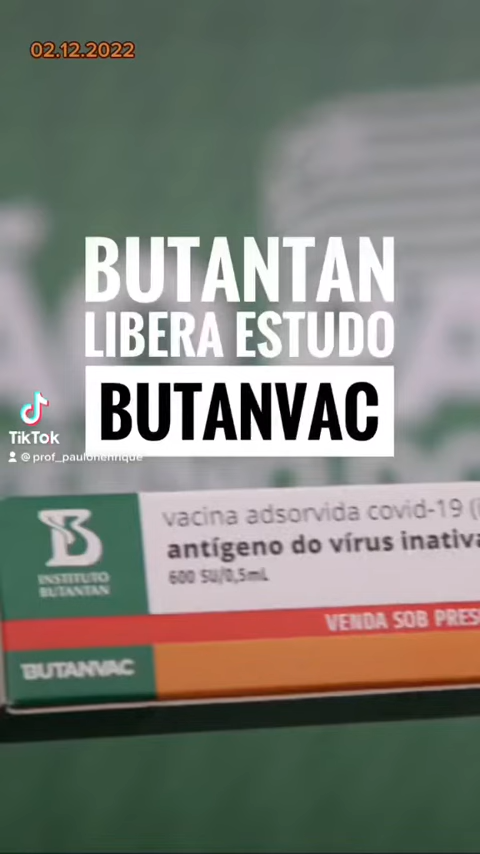 02.12.2022
BUTANTAN
LIBERA ESTUDO
BUTANVAC
TikTok
@prof_paulohenrique
vacina adsorvida covid-19 (i
antígeno do vírus inativa
600 SU/0,5mL
INSTITUTO
BUTANTAN
VENDA SOB PRES
BUTANVAC